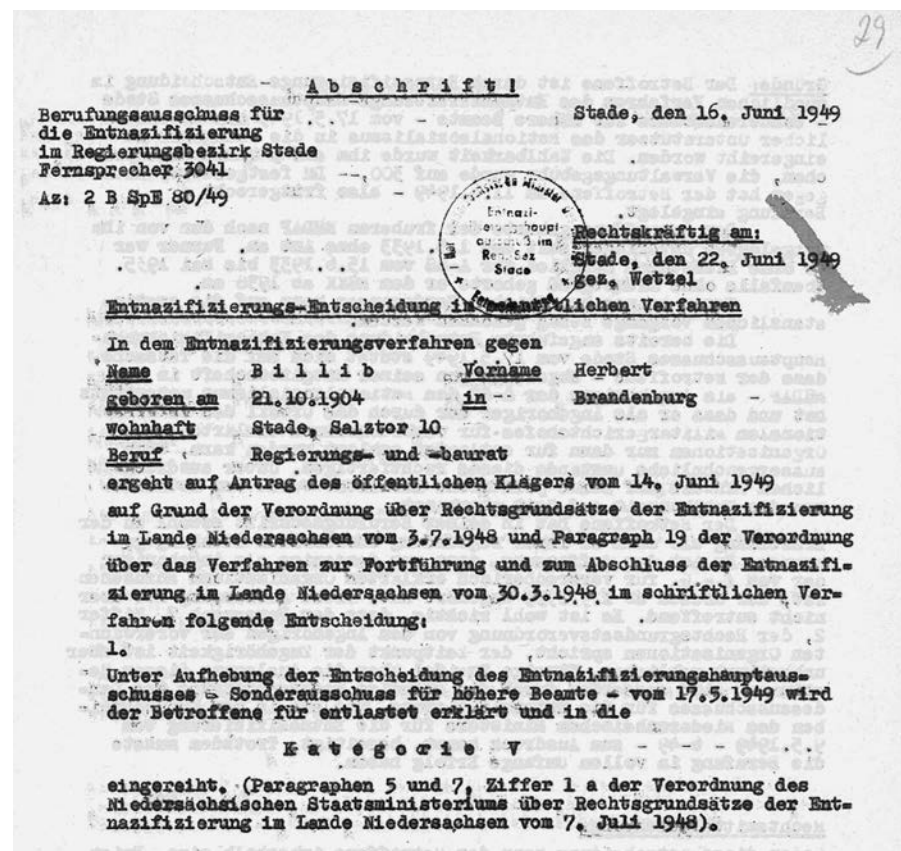 29
A b s c h r i f t !
Berufungsausschuss für
die Entnazifizierung
im Regierungsbezirk Stade
Fernsprecher 3041
Az: 2 B SpE 80/49
Stade, den 16. Juni 1949
Entnazi-
Stade
Rechtskräftig am:
Stade, den 22. Juni 1949
gez. Wetzel
Entnazifizierungs-Entscheidung im schriftlichen Verfahren
In dem Entnazifizierungsverfahren gegen
Name B i l l i b Vorname Herbert
geboren am 21.10.1904 in Brandenburg -
wohnhaft Stade, Salztor 10
Beruf Regierungs- und -baurat
ergeht auf Antrag des öffentlichen Klägers vom 14. Juni 1949
auf Grund der Verordnung über Rechtsgrundsätze der Entnazifizierung
im Lande Niedersachsen vom 3.7.1948 und Paragraph 19 der Verordnung
über das Verfahren zur Fortführung und zum Abschluss der Entnazifi-
zierung im Lande Niedersachsen vom 30.3.1948 im schriftlichen Ver-
fahren folgende Entscheidung:
1.
Unter Aufhebung der Entscheidung des Entnazifizierungshauptaus-
schusses - Sonderausschuss für höhere Beamte - vom 17.5.1949 wird
der Betroffene für entlastet erklärt und in die
K a t e g o r i e V
eingereiht. (Paragraphen 5 und 7, Ziffer 1 a der Verordnung des
Niedersächsischen Staatsministeriums über Rechtsgrundsätze der Ent-
nazifizierung im Lande Niedersachsen vom 7. Juli 1948).